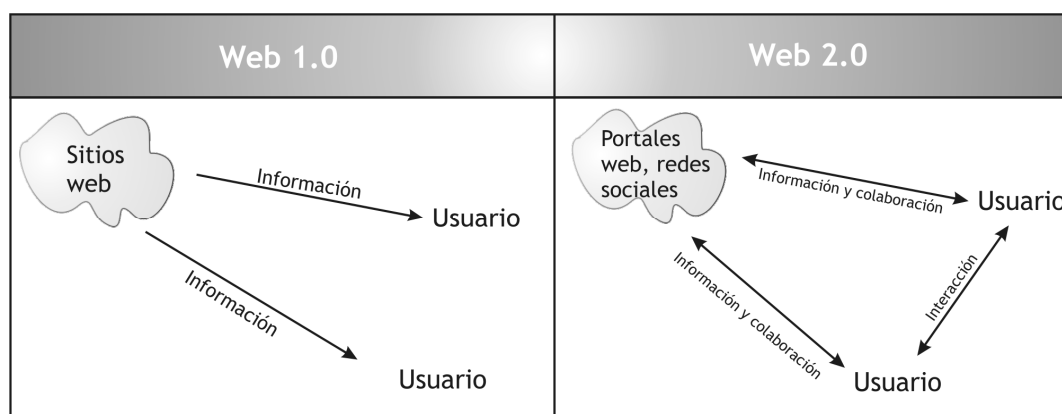 Web 1.0
Web 2.0
Sitios
web
Información
Usuario
Información
Usuario
Portales
web, redes
sociales
Información y colaboración
Usuario
Información y colaboración
Interacción
Usuario